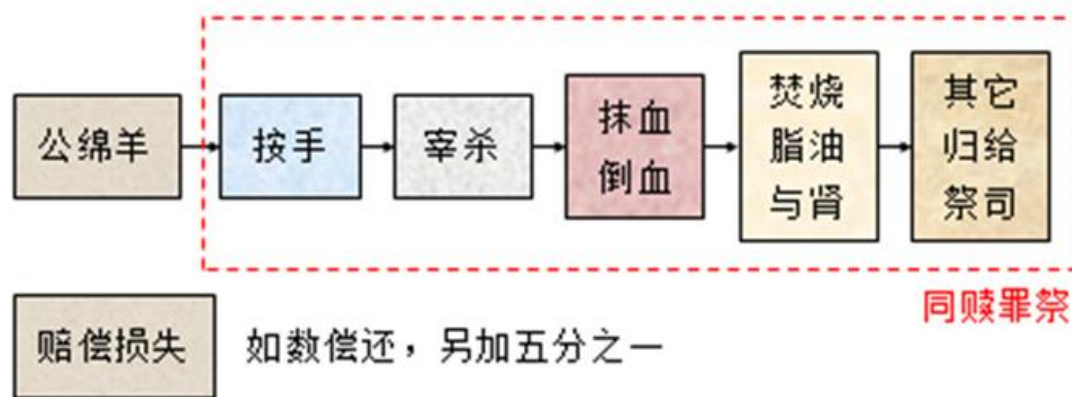 公绵羊
按手
宰杀
抹血
倒血
焚烧
脂油
与肾
其它
归给
祭司
同赎罪祭
赔偿损失
如数偿还，另加五分之一